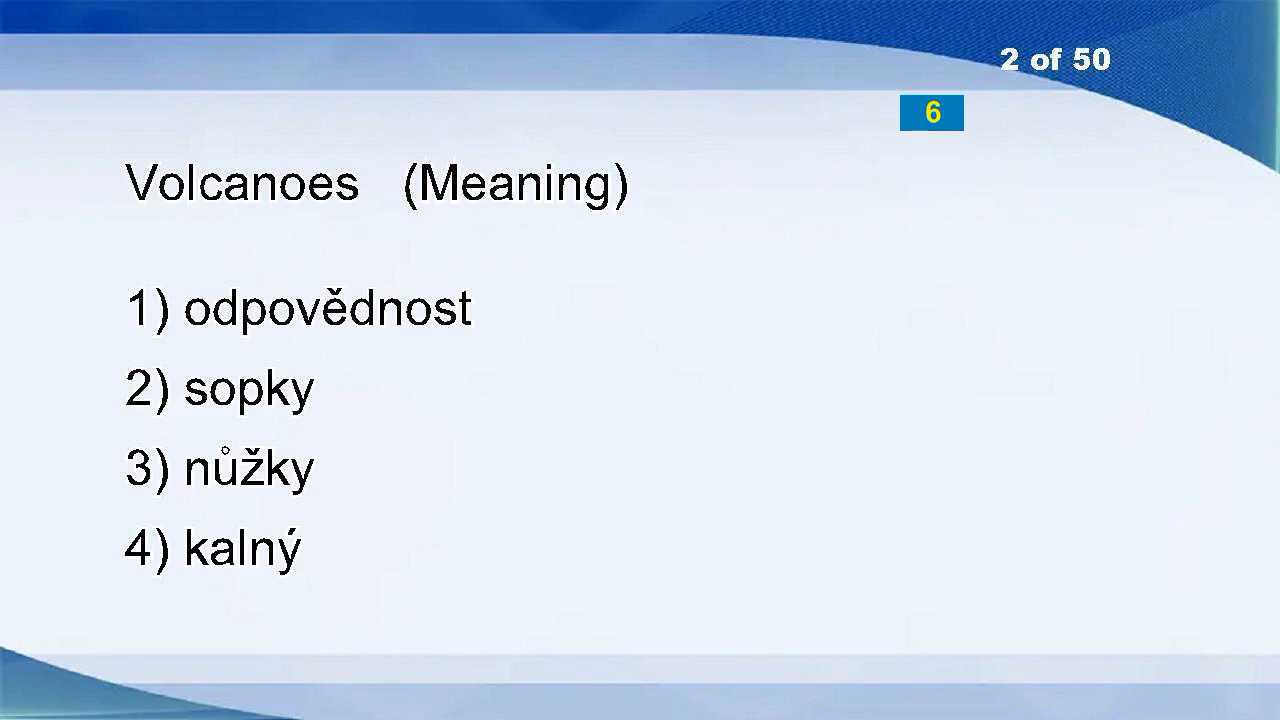 2 of 50
6
Volcanoes (Meaning)
1) odpovědnost
2) sopky
3) nůžky
4) kalný